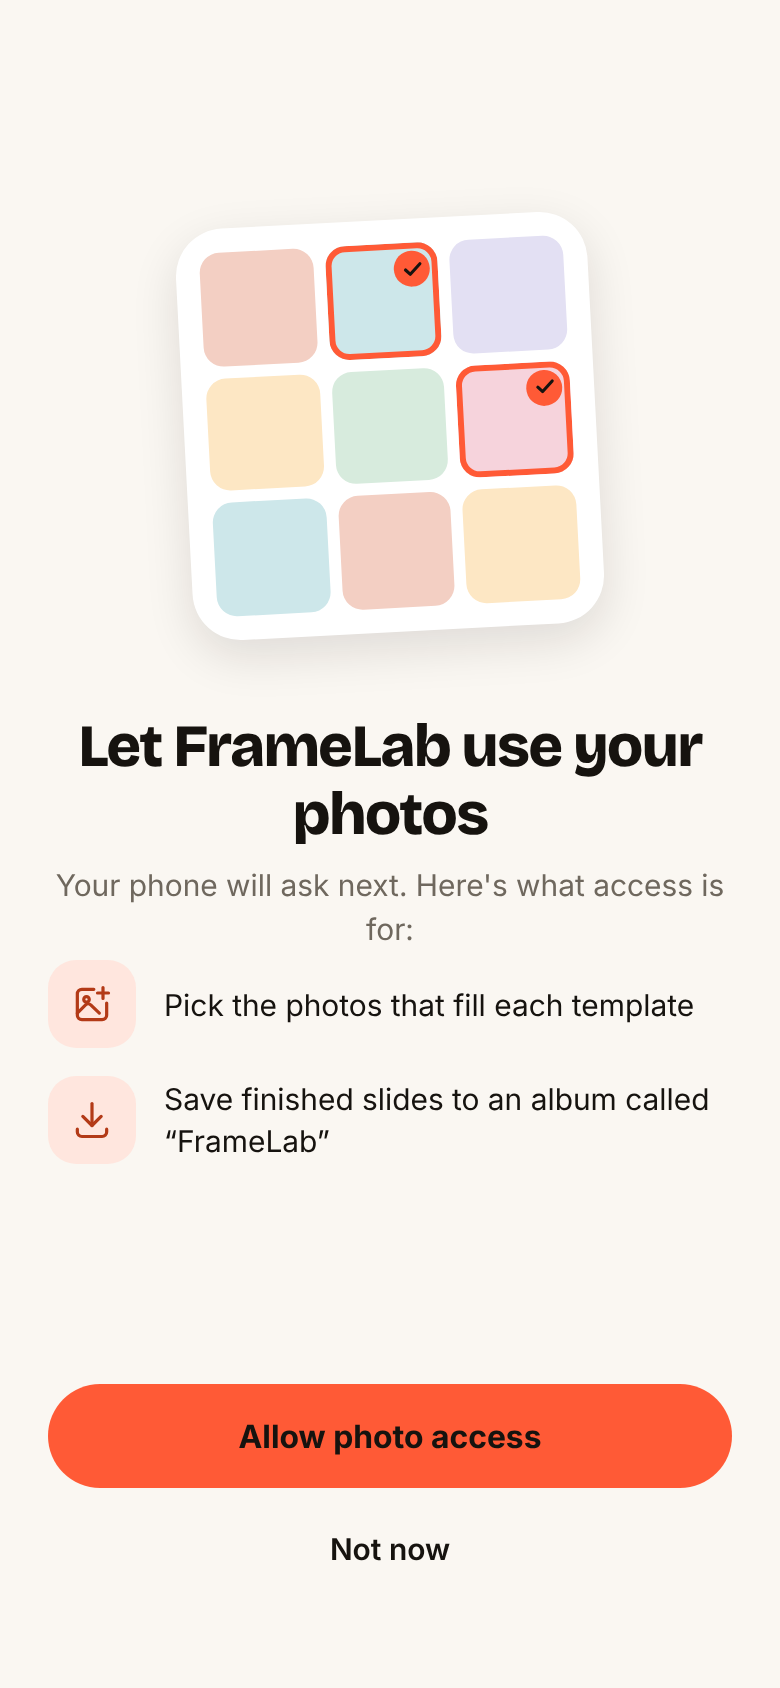 Let FrameLab use your
photos
Your phone will ask next. Here's what access is
for:
Pick the photos that fill each template
Save finished slides to an album called
“FrameLab”
Allow photo access
Not now